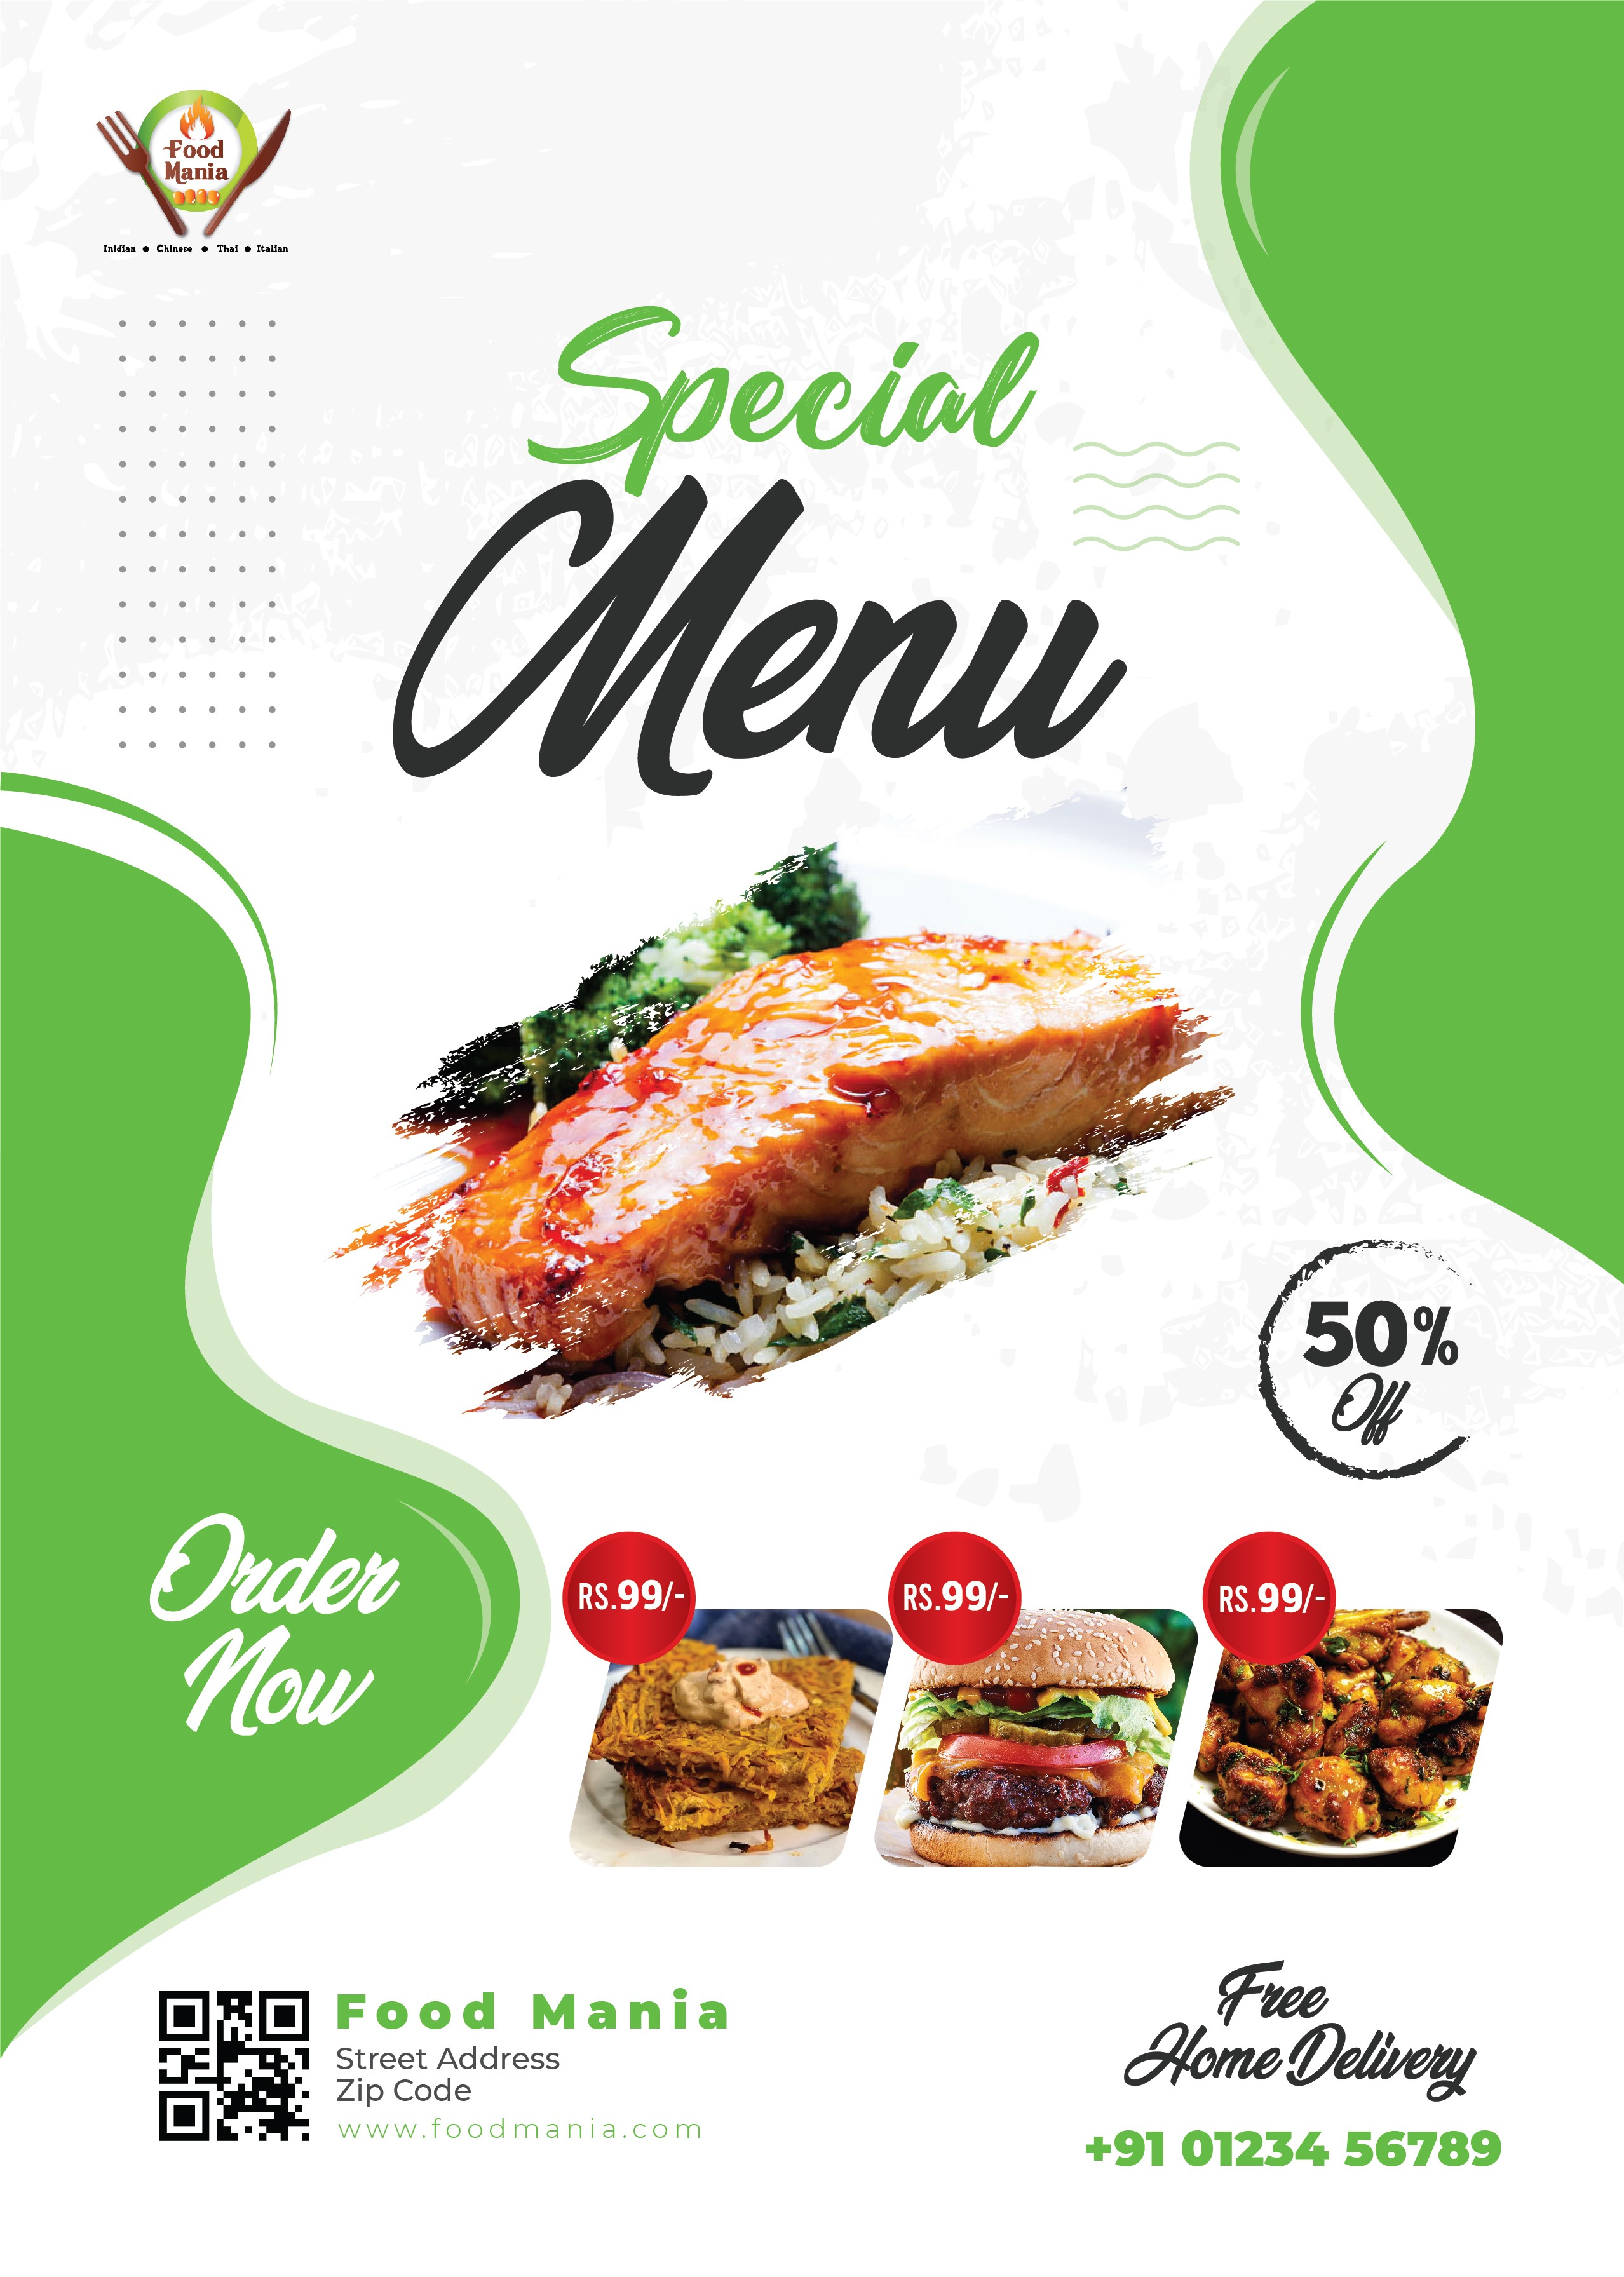 Food
Mania
Inidian • Chinese • Thai • Italian
Special
Menu
50%
Off
Order
Now
RS.99/-
RS.99/-
RS.99/-
Food Mania
Street Address
Zip Code
www.foodmania.com
Free
Home Delivery
+91 01234 56789